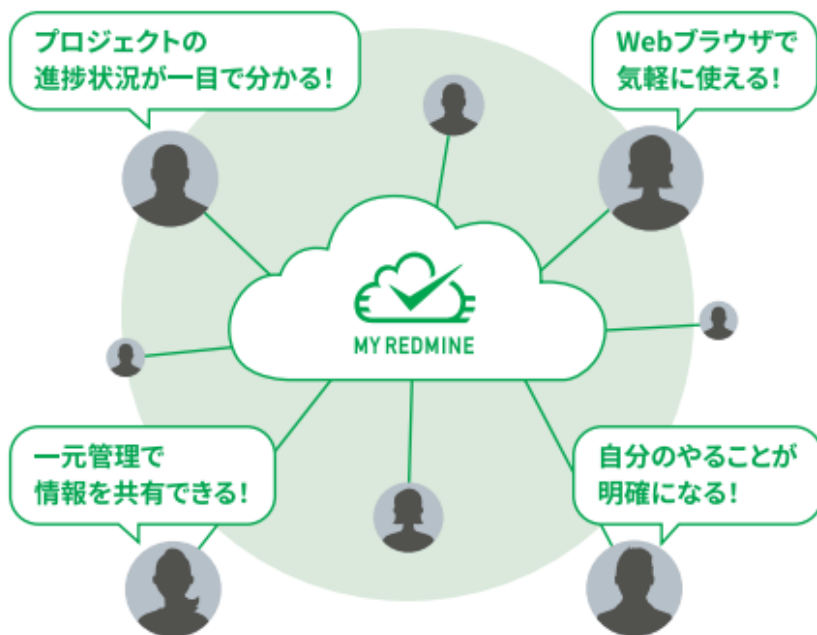 プロジェクトの
進捗状況が一目で分かる!
Webブラウザで
気軽に使える!
MY REDMINE
一元管理で
情報を共有できる!
自分のやることが
明確になる!